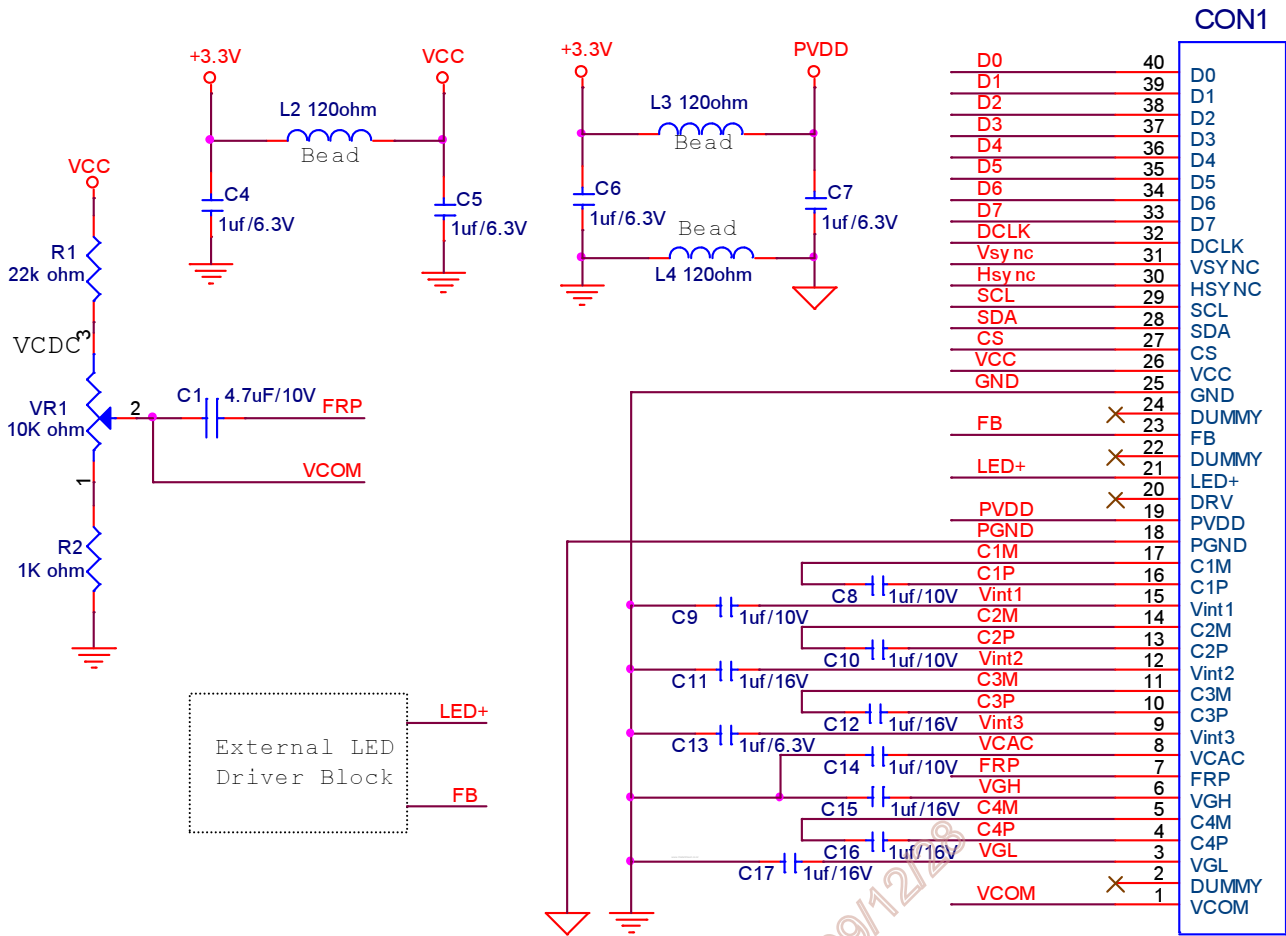 CON1
+3.3V
VCC
L2 120ohm
Bead
C4
1uf/6.3V
C5
1uf/6.3V
+3.3V
PVDD
L3 120ohm
Bead
C6
1uf/6.3V
C7
1uf/6.3V
Bead
L4 120ohm
VCC
R1
22k ohm
VCDC
3
VR1
10K ohm
2
1
C1
4.7uF/10V
FRP
VCOM
R2
1K ohm
External LED
Driver Block
LED+
FB
D0 40 D0
D1 39 D1
D2 38 D2
D3 37 D3
D4 36 D4
D5 35 D5
D6 34 D6
D7 33 D7
DCLK 32 DCLK
Vsync 31 VSYNC
Hsync 30 HSYNC
SCL 29 SCL
SDA 28 SDA
CS 27 CS
VCC 26 VCC
GND 25 GND
24 DUMMY
FB 23 FB
22 DUMMY
LED+ 21 LED+
20 DRV
PVDD 19 PVDD
PGND 18 PGND
C1M 17 C1M
C1P 16 C1P
C8 1uf/10V
Vint1 15 Vint1
C9 1uf/10V
C2M 14 C2M
C2P 13 C2P
C10 1uf/10V
Vint2 12 Vint2
C11 1uf/16V
C3M 11 C3M
C3P 10 C3P
C12 1uf/16V
Vint3 9 Vint3
C13 1uf/6.3V
VCAC 8 VCAC
C14 1uf/10V
FRP 7 FRP
VGH 6 VGH
C15 1uf/16V
C4M 5 C4M
C4P 4 C4P
C16 1uf/16V
VGL 3 VGL
C17 1uf/16V
2 DUMMY
VCOM 1 VCOM
9/12/28